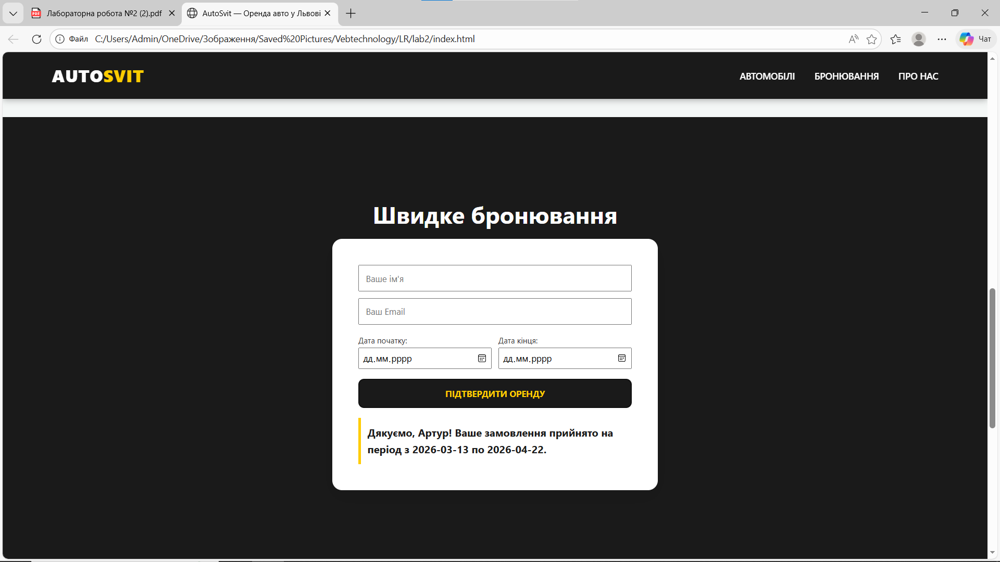 Лабораторна робота №2 (2).pdf
AutoSvit — Оренда авто у Львові
Файл
C:/Users/Admin/OneDrive/Зображення/Saved%20Pictures/Vebtechnology/LR/lab2/index.html
Чат
AUTOSVIT
АВТОМОБІЛІ
БРОНЮВАННЯ
ПРО НАС
Швидке бронювання
Ваше ім'я
Ваш Email
Дата початку:
Дата кінця:
дд.мм.рррр
дд.мм.рррр
ПІДТВЕРДИТИ ОРЕНДУ
Дякуємо, Артур! Ваше замовлення прийнято на
період з 2026-03-13 по 2026-04-22.